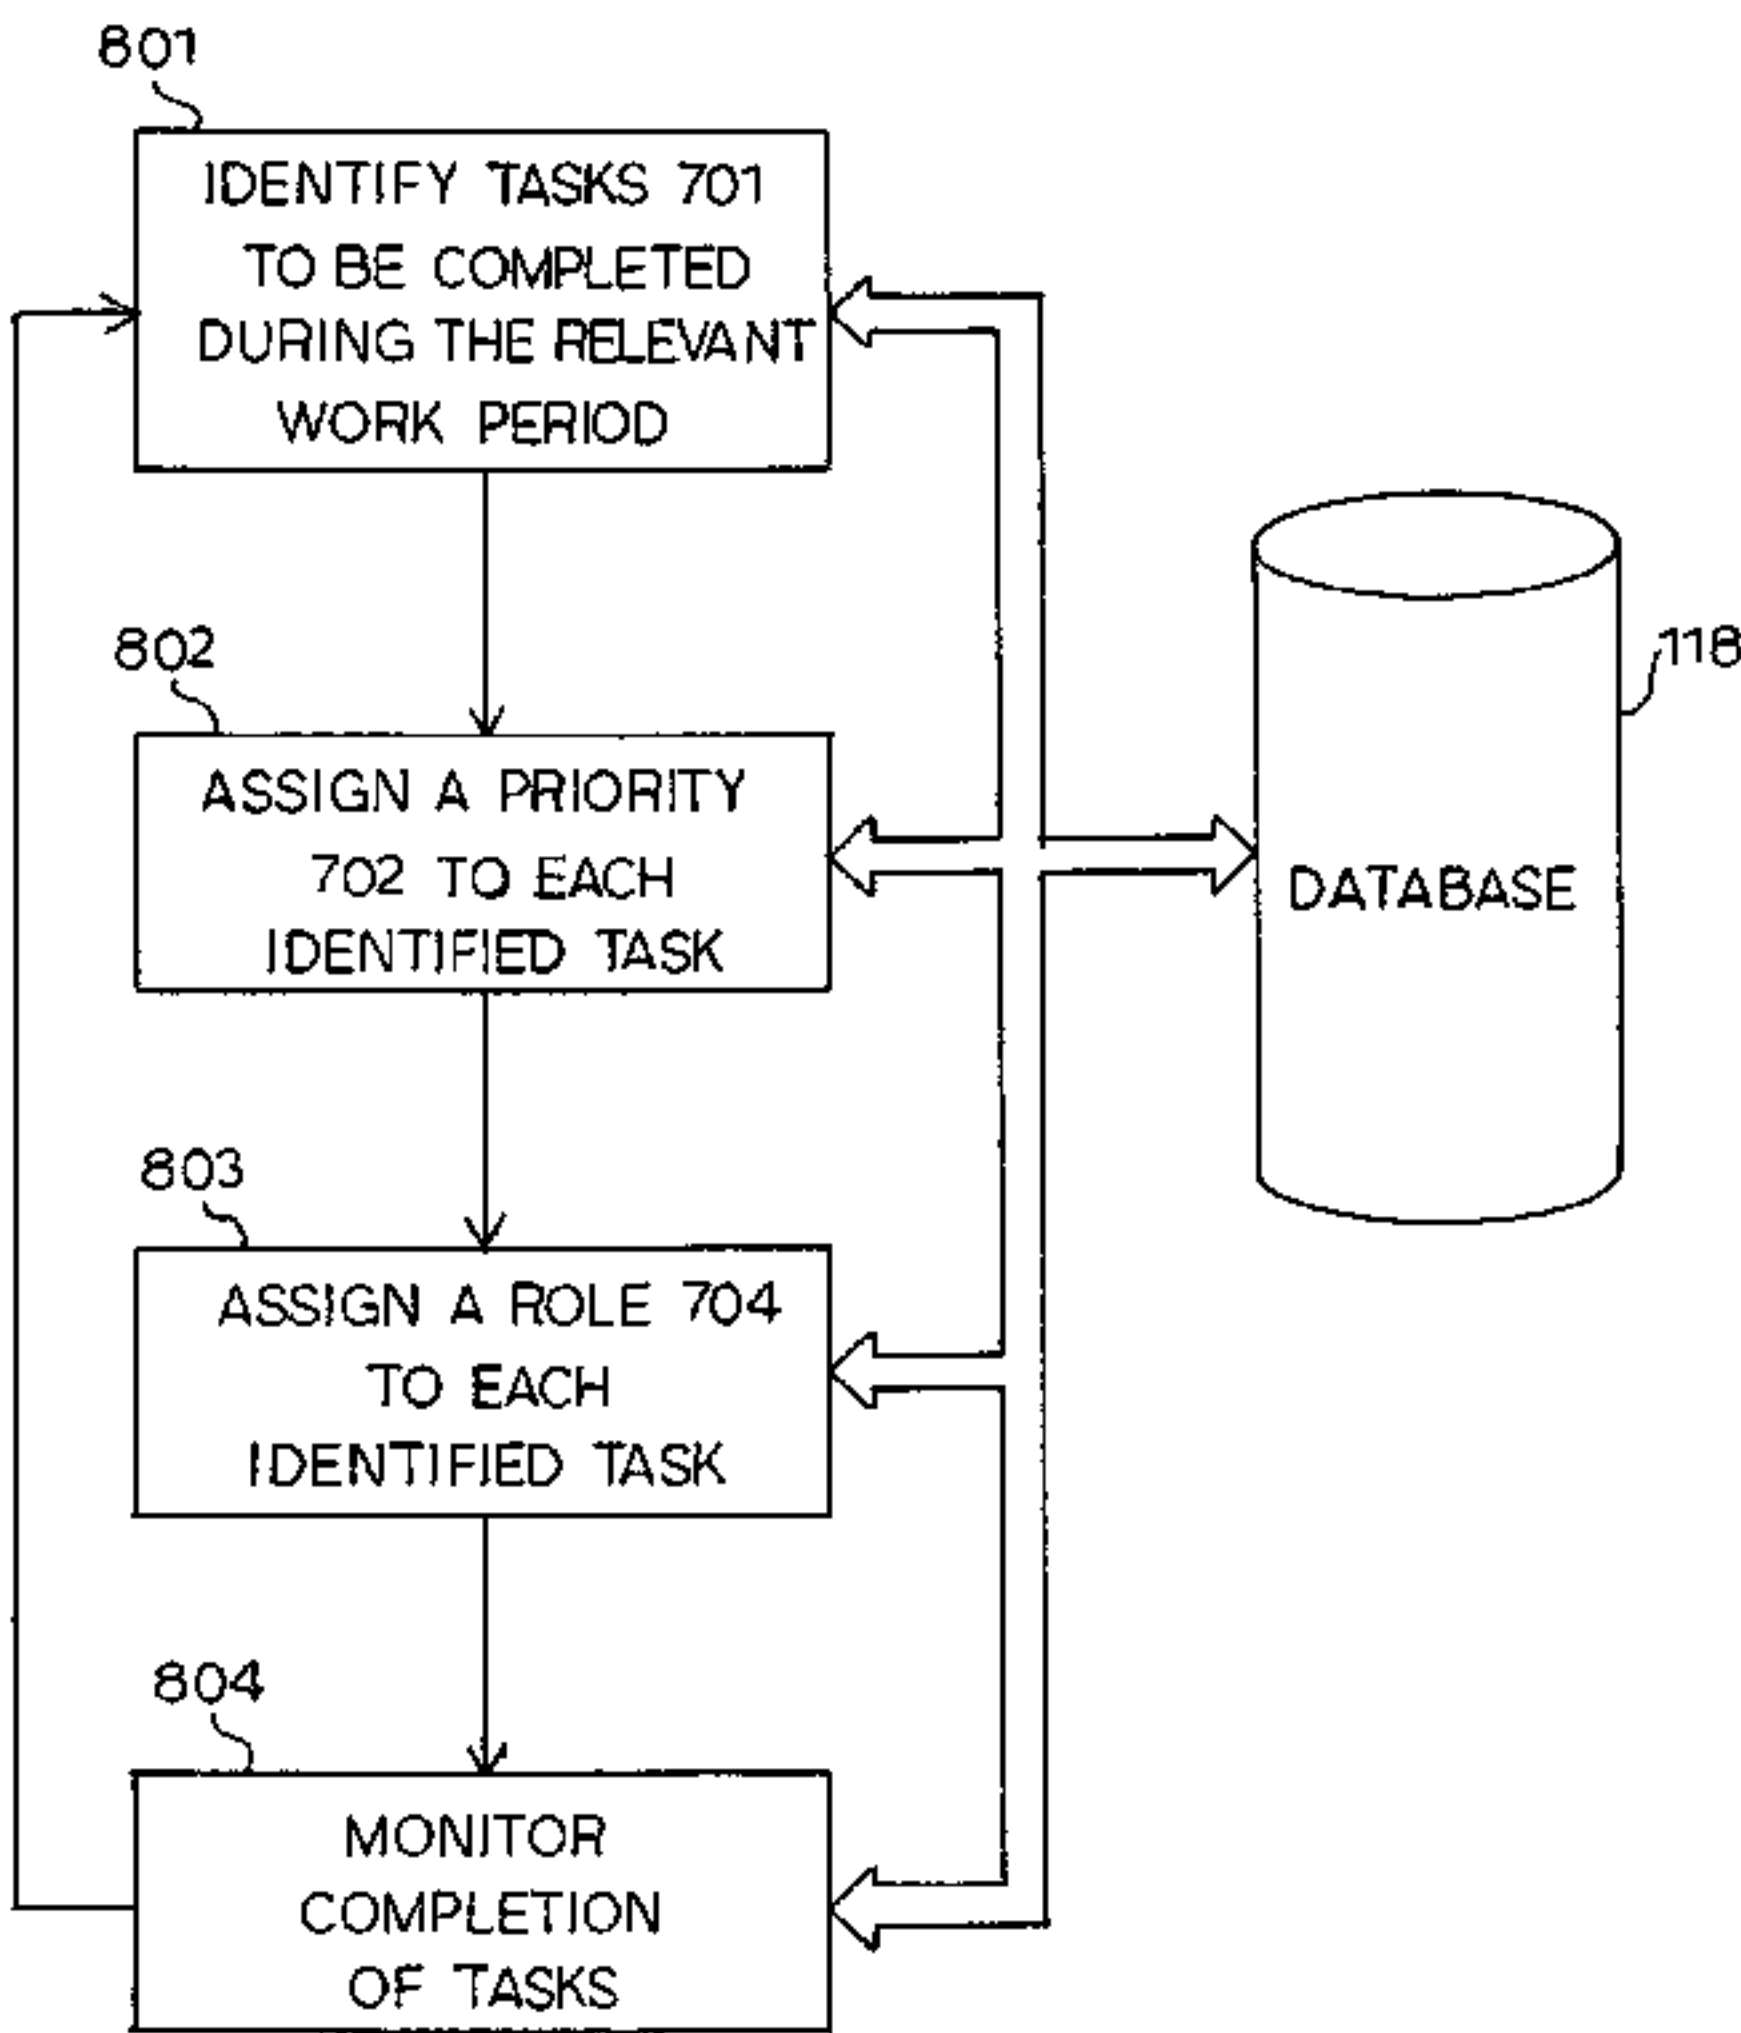 801
IDENTIFY TASKS 701
TO BE COMPLETED
DURING THE RELEVANT
WORK PERIOD
802
ASSIGN A PRIORITY
702 TO EACH
IDENTIFIED TASK
803
ASSIGN A ROLE 704
TO EACH
IDENTIFIED TASK
804
MONITOR
COMPLETION
OF TASKS
118
DATABASE